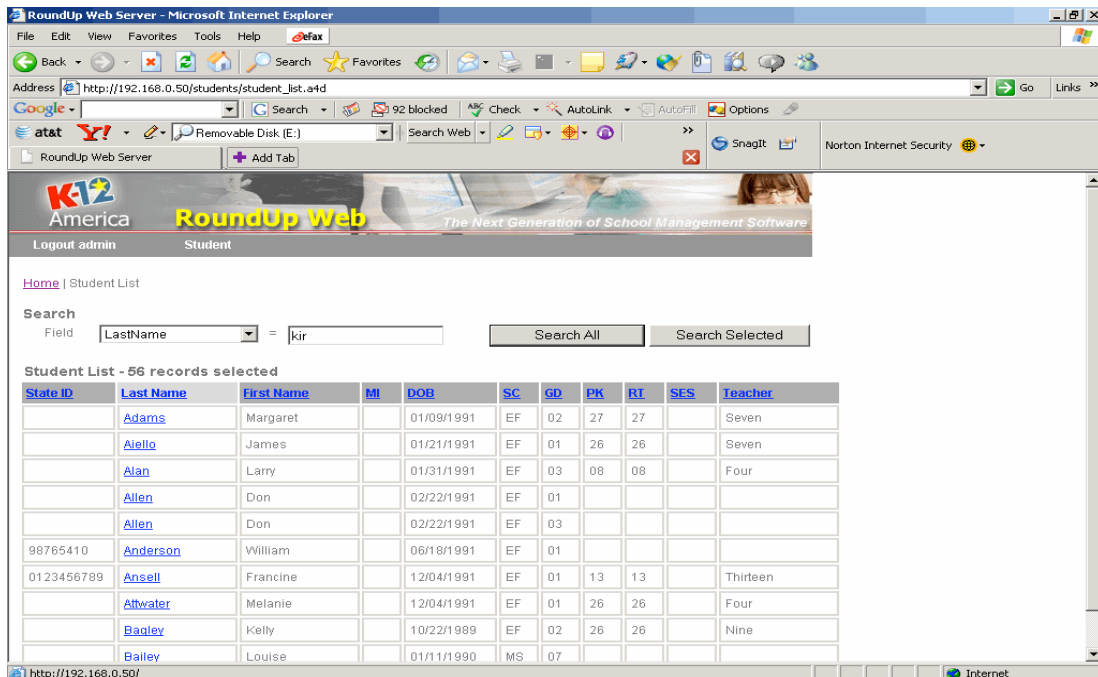 RoundUp Web Server - Microsoft Internet Explorer
File Edit View Favorites Tools Help eFax
Back Search Favorites
Address http://192.168.0.50/students/student_list.a4d Go Links »
Google Search 92 blocked ABC Check AutoLink AutoFill Options
at&t Y! Removable Disk (E:) Search Web » SnagIt Norton Internet Security
RoundUp Web Server Add Tab
K-12
America RoundUp Web The Next Generation of School Management Software
Logout admin Student
Home | Student List
Search
Field LastName = kir Search All Search Selected
Student List - 56 records selected
State ID Last Name First Name MI DOB SC GD PK RT SES Teacher
Adams Margaret 01/09/1991 EF 02 27 27 Seven
Aiello James 01/21/1991 EF 01 26 26 Seven
Alan Larry 01/31/1991 EF 03 08 08 Four
Allen Don 02/22/1991 EF 01
Allen Don 02/22/1991 EF 03
98765410 Anderson William 06/18/1991 EF 01
0123456789 Ansell Francine 12/04/1991 EF 01 13 13 Thirteen
Attwater Melanie 12/04/1991 EF 01 26 26 Four
Bagley Kelly 10/22/1989 EF 02 26 26 Nine
Bailey Louise 01/11/1990 MS 07
http://192.168.0.50/ Internet